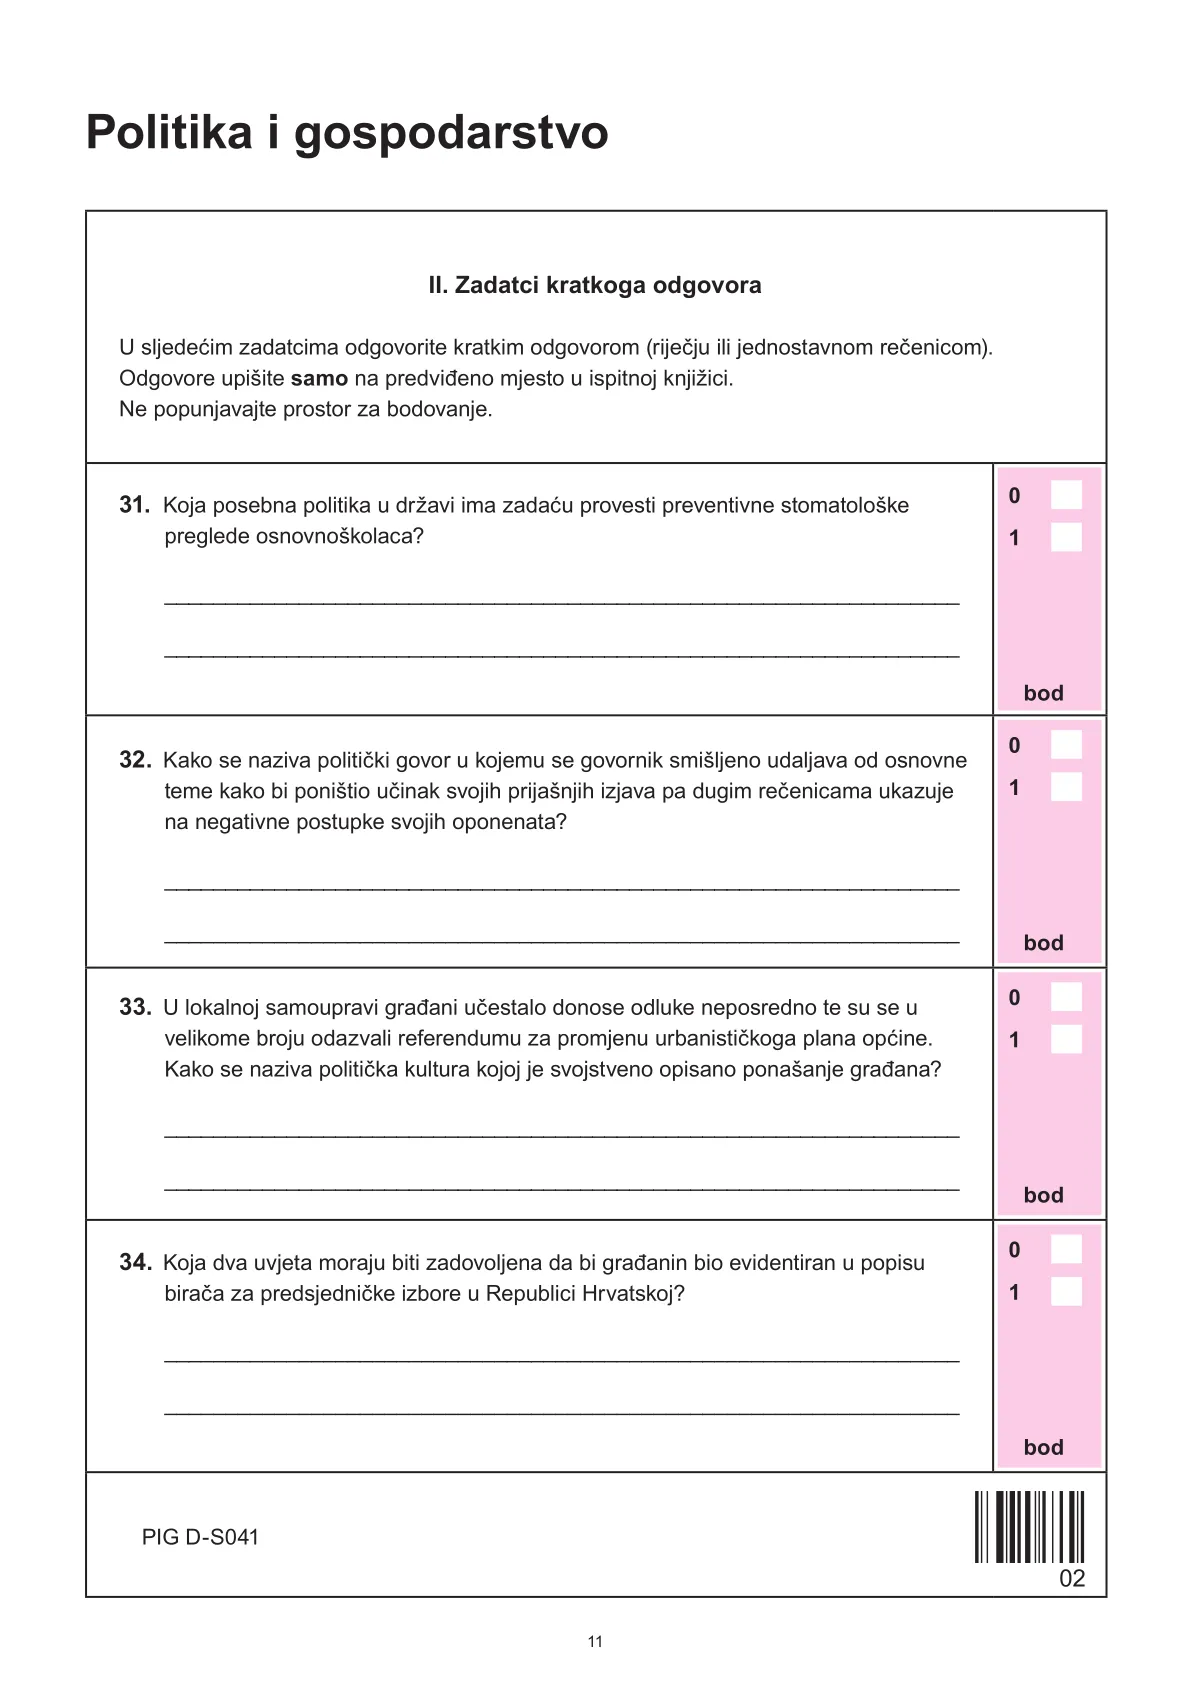 Politika i gospodarstvo
II. Zadatci kratkoga odgovora
U sljedećim zadatcima odgovorite kratkim odgovorom (riječju ili jednostavnom rečenicom).
Odgovore upišite samo na predviđeno mjesto u ispitnoj knjižici.
Ne popunjavajte prostor za bodovanje.
31. Koja posebna politika u državi ima zadaću provesti preventivne stomatološke
preglede osnovnoškolaca?
0
1
bod
32. Kako se naziva politički govor u kojemu se govornik smišljeno udaljava od osnovne
teme kako bi poništio učinak svojih prijašnjih izjava pa dugim rečenicama ukazuje
na negativne postupke svojih oponenata?
0
1
bod
33. U lokalnoj samoupravi građani učestalo donose odluke neposredno te su se u
velikome broju odazvali referendumu za promjenu urbanističkoga plana općine.
Kako se naziva politička kultura kojoj je svojstveno opisano ponašanje građana?
0
1
bod
34. Koja dva uvjeta moraju biti zadovoljena da bi građanin bio evidentiran u popisu
birača za predsjedničke izbore u Republici Hrvatskoj?
0
1
bod
PIG D-S041
02
11